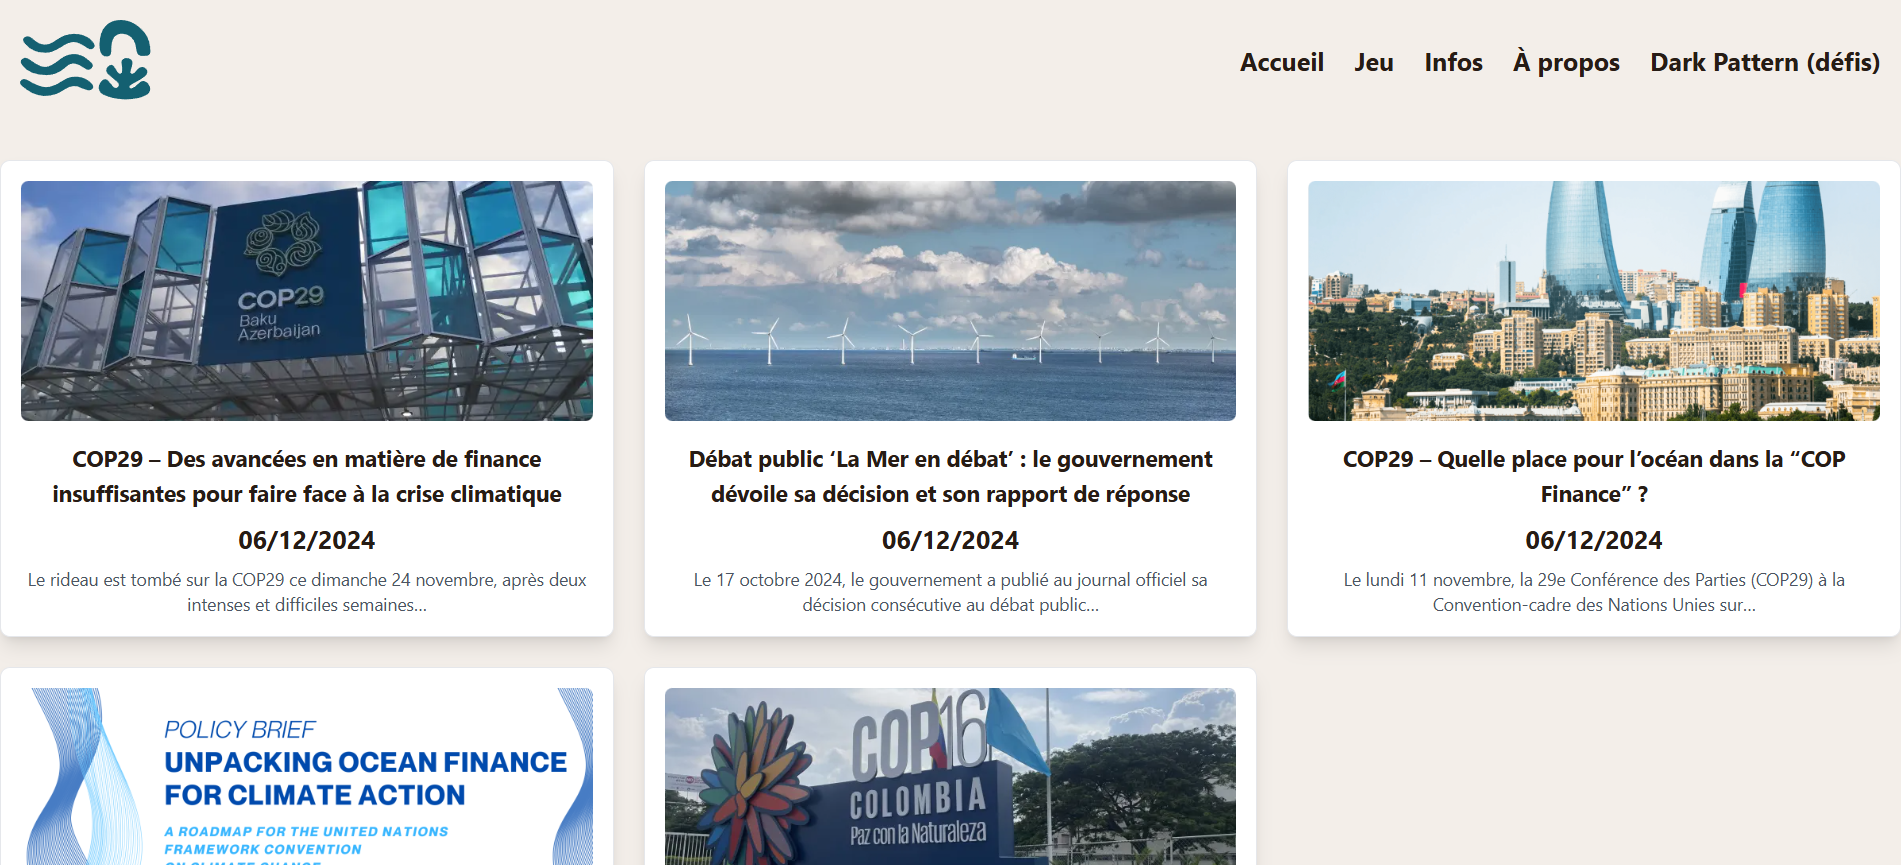 Accueil Jeu Infos À propos Dark Pattern (défis)
COP29
Baku
Azerbaijan
COP29 – Des avancées en matière de finance
insuffisantes pour faire face à la crise climatique
06/12/2024
Le rideau est tombé sur la COP29 ce dimanche 24 novembre, après deux
intenses et difficiles semaines...
Débat public ‘La Mer en débat’ : le gouvernement
dévoile sa décision et son rapport de réponse
06/12/2024
Le 17 octobre 2024, le gouvernement a publié au journal officiel sa
décision consécutive au débat public...
COP29 – Quelle place pour l’océan dans la “COP
Finance” ?
06/12/2024
Le lundi 11 novembre, la 29e Conférence des Parties (COP29) à la
Convention-cadre des Nations Unies sur...
POLICY BRIEF
UNPACKING OCEAN FINANCE
FOR CLIMATE ACTION
A ROADMAP FOR THE UNITED NATIONS
FRAMEWORK CONVENTION
ON CLIMATE CHANGE
COP16
COLOMBIA
Paz con la Naturaleza